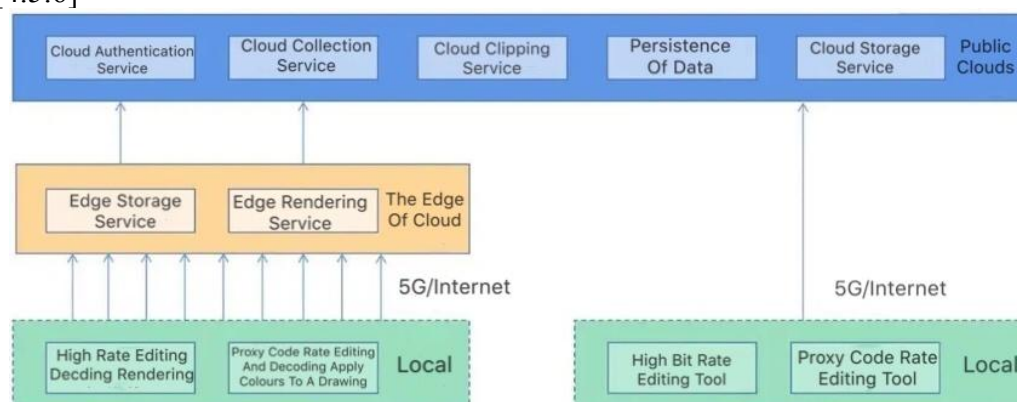 Cloud Authentication
Service
Cloud Collection
Service
Cloud Clipping
Service
Persistence
Of Data
Cloud Storage
Service
Public
Clouds
Edge Storage
Service
Edge Rendering
Service
The Edge
Of Cloud
5G/Internet
5G/Internet
High Rate Editing
Decding Rendering
Proxy Code Rate Editing
And Decoding Apply
Colours To A Drawing
Local
High Bit Rate
Editing Tool
Proxy Code Rate
Editing Tool
Local